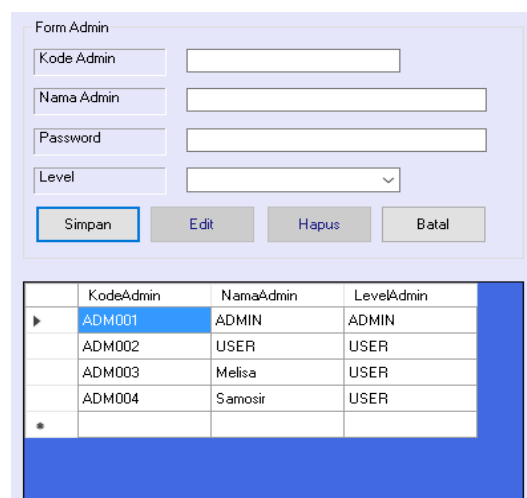 Form Admin
Kode Admin
Nama Admin
Password
Level
Simpan Edit Hapus Batal
KodeAdmin NamaAdmin LevelAdmin
ADM001 ADMIN ADMIN
ADM002 USER USER
ADM003 Melisa USER
ADM004 Samosir USER